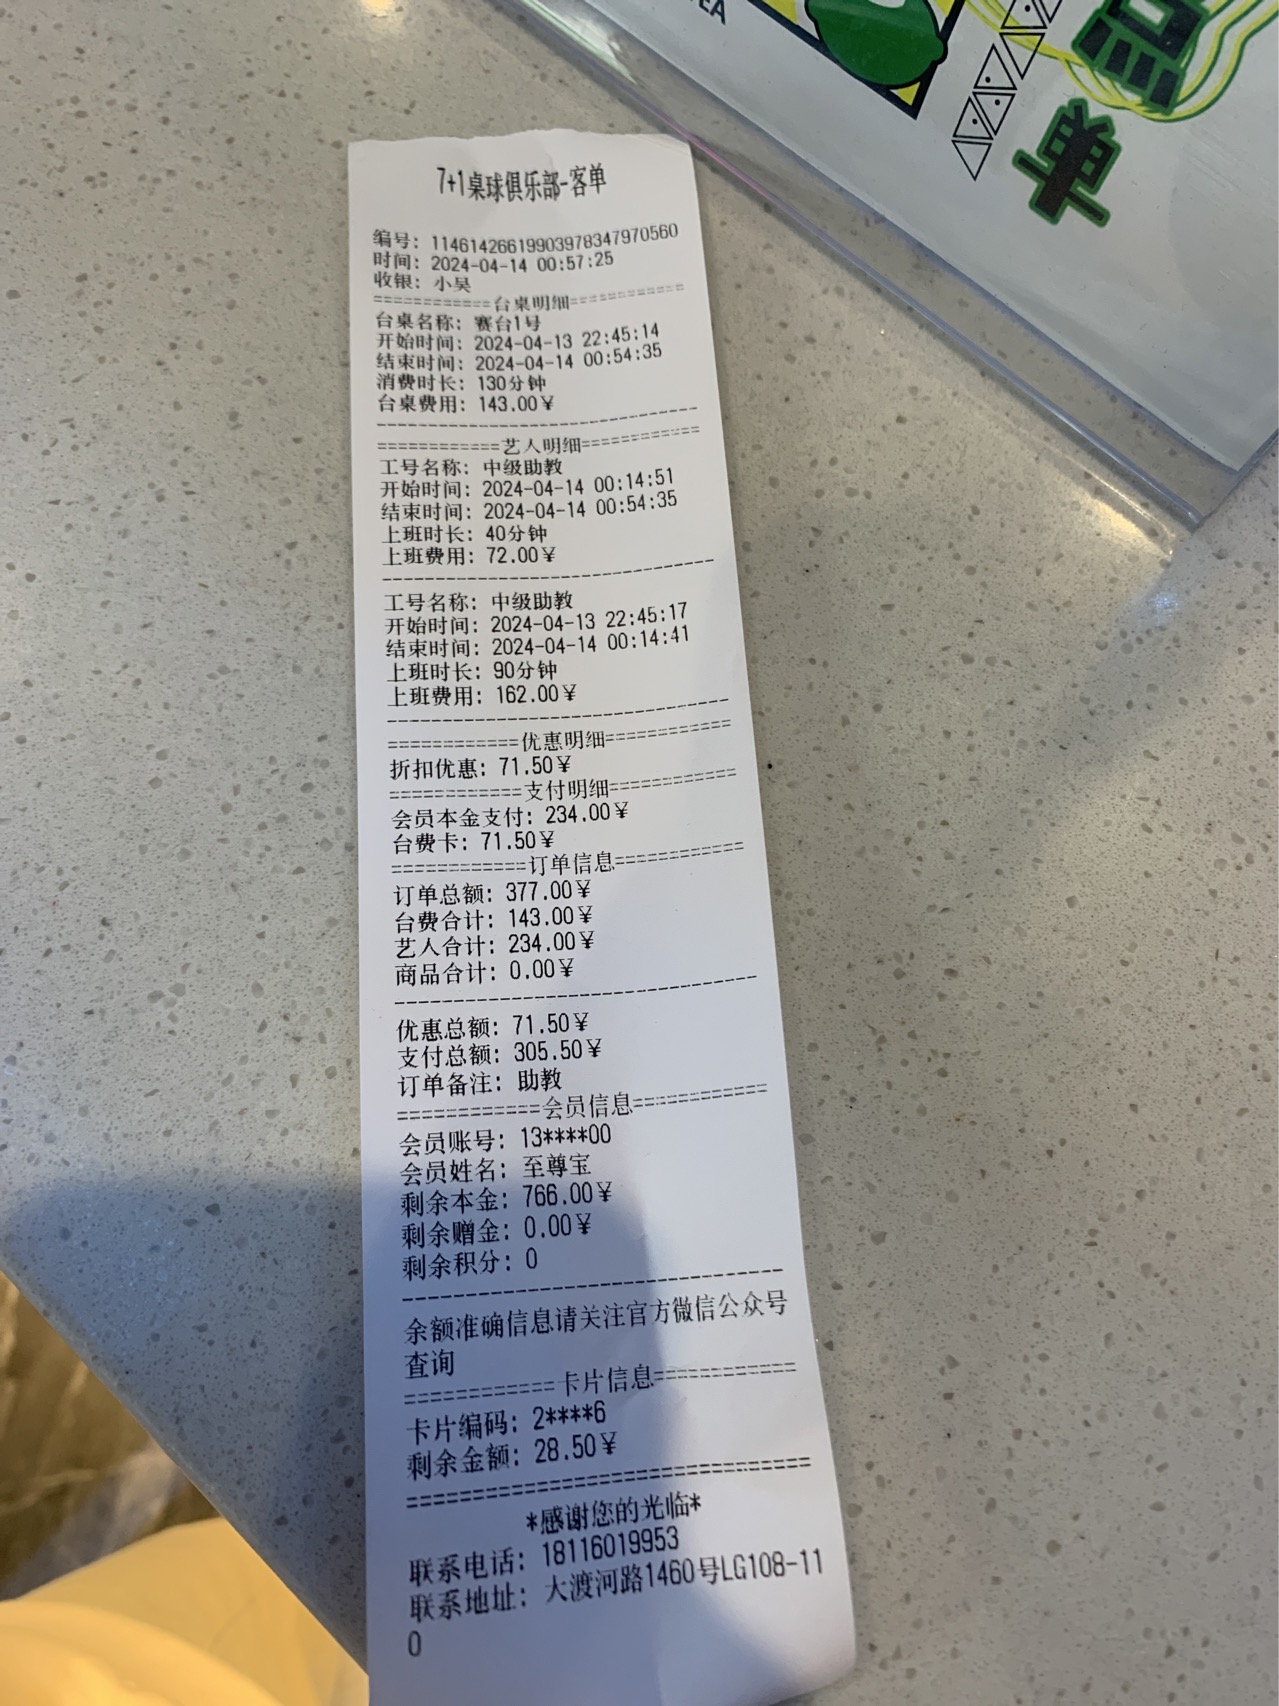 EA
7+1桌球俱乐部-客单
编号: 11461426619903978347970560
时间: 2024-04-14 00:57:25
收银: 小吴
============台桌明细============
台桌名称: 赛台1号
开始时间: 2024-04-13 22:45:14
结束时间: 2024-04-14 00:54:35
消费时长: 130分钟
台桌费用: 143.00¥
--------------------------------
============艺人明细============
工号名称: 中级助教
开始时间: 2024-04-14 00:14:51
结束时间: 2024-04-14 00:54:35
上班时长: 40分钟
上班费用: 72.00¥
--------------------------------
工号名称: 中级助教
开始时间: 2024-04-13 22:45:17
结束时间: 2024-04-14 00:14:41
上班时长: 90分钟
上班费用: 162.00¥
--------------------------------
============优惠明细============
折扣优惠: 71.50¥
============支付明细============
会员本金支付: 234.00¥
台费卡: 71.50¥
============订单信息============
订单总额: 377.00¥
台费合计: 143.00¥
艺人合计: 234.00¥
商品合计: 0.00¥
--------------------------------
优惠总额: 71.50¥
支付总额: 305.50¥
订单备注: 助教
============会员信息============
会员账号: 13****00
会员姓名: 至尊宝
剩余本金: 766.00¥
剩余赠金: 0.00¥
剩余积分: 0
--------------------------------
余额准确信息请关注官方微信公众号
查询
============卡片信息============
卡片编码: 2****6
剩余金额: 28.50¥
================================
*感谢您的光临*
联系电话: 18116019953
联系地址: 大渡河路1460号LG108-11
0